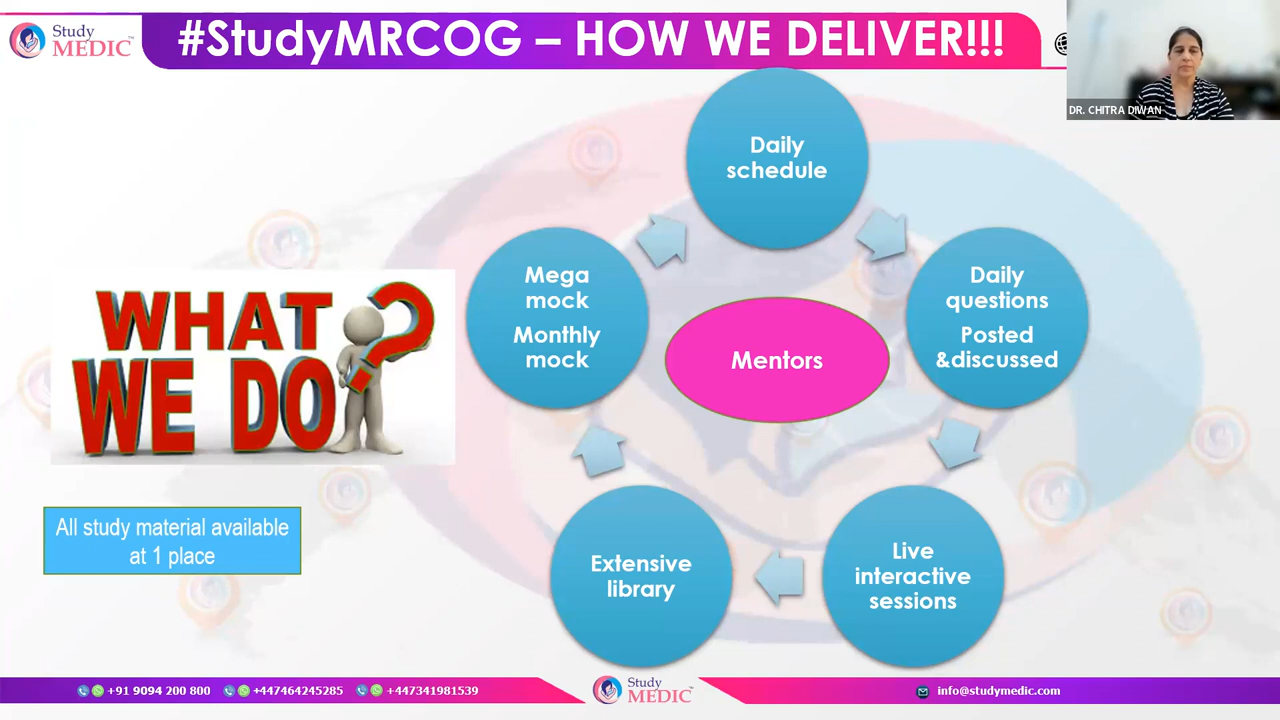 Study
MEDIC™
#StudyMRCOG – HOW WE DELIVER!!!
DR. CHITRA DIWAN
Daily
schedule
Daily
questions
Posted
&discussed
Live
interactive
sessions
Extensive
library
Mega
mock
Monthly
mock
Mentors
WHAT
WE DO?
All study material available
at 1 place
+91 9094 200 800
+447464245285
+447341981539
Study
MEDIC™
info@studymedic.com